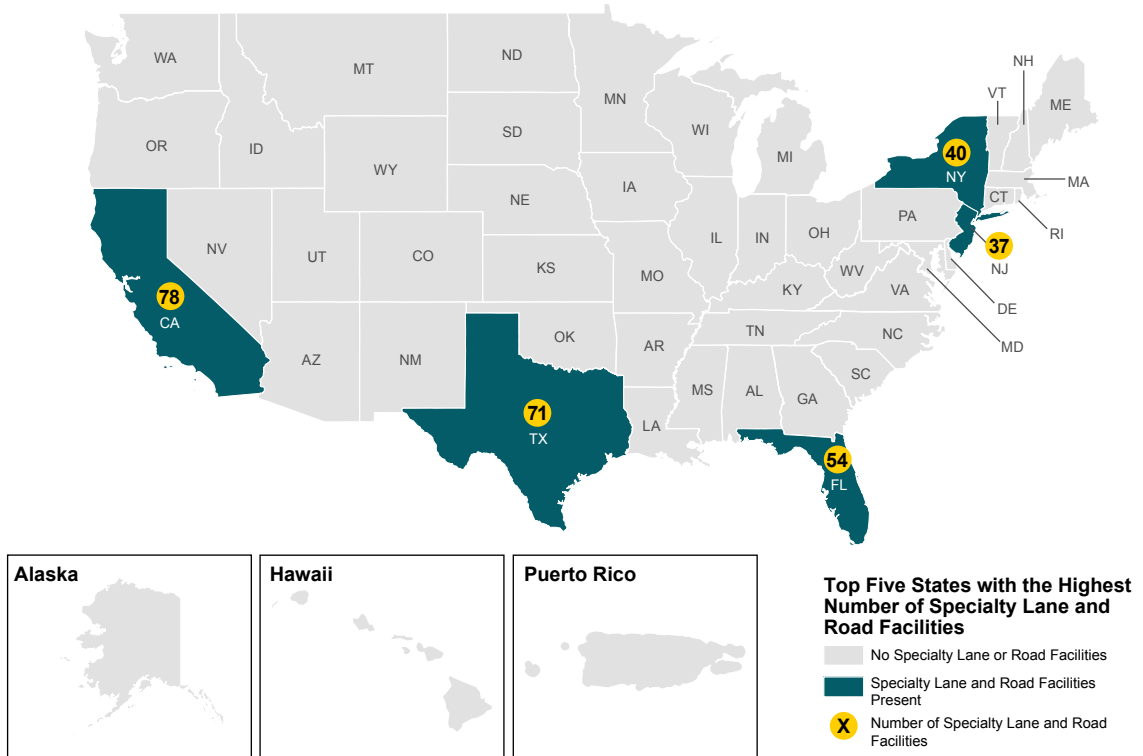 WA
MT
ND
MN
OR
ID
WY
SD
WI
MI
NH
VT
ME
40
NY
MA
CT
RI
NV
UT
CO
NE
IA
KS
MO
IL
IN
OH
PA
37
NJ
WV
VA
KY
DE
MD
78
CA
AZ
NM
OK
AR
TN
NC
SC
MS
AL
GA
LA
71
TX
54
FL
Alaska
Hawaii
Puerto Rico
Top Five States with the Highest
Number of Specialty Lane and
Road Facilities
No Specialty Lane or Road Facilities
Specialty Lane and Road Facilities
Present
X
Number of Specialty Lane and Road
Facilities